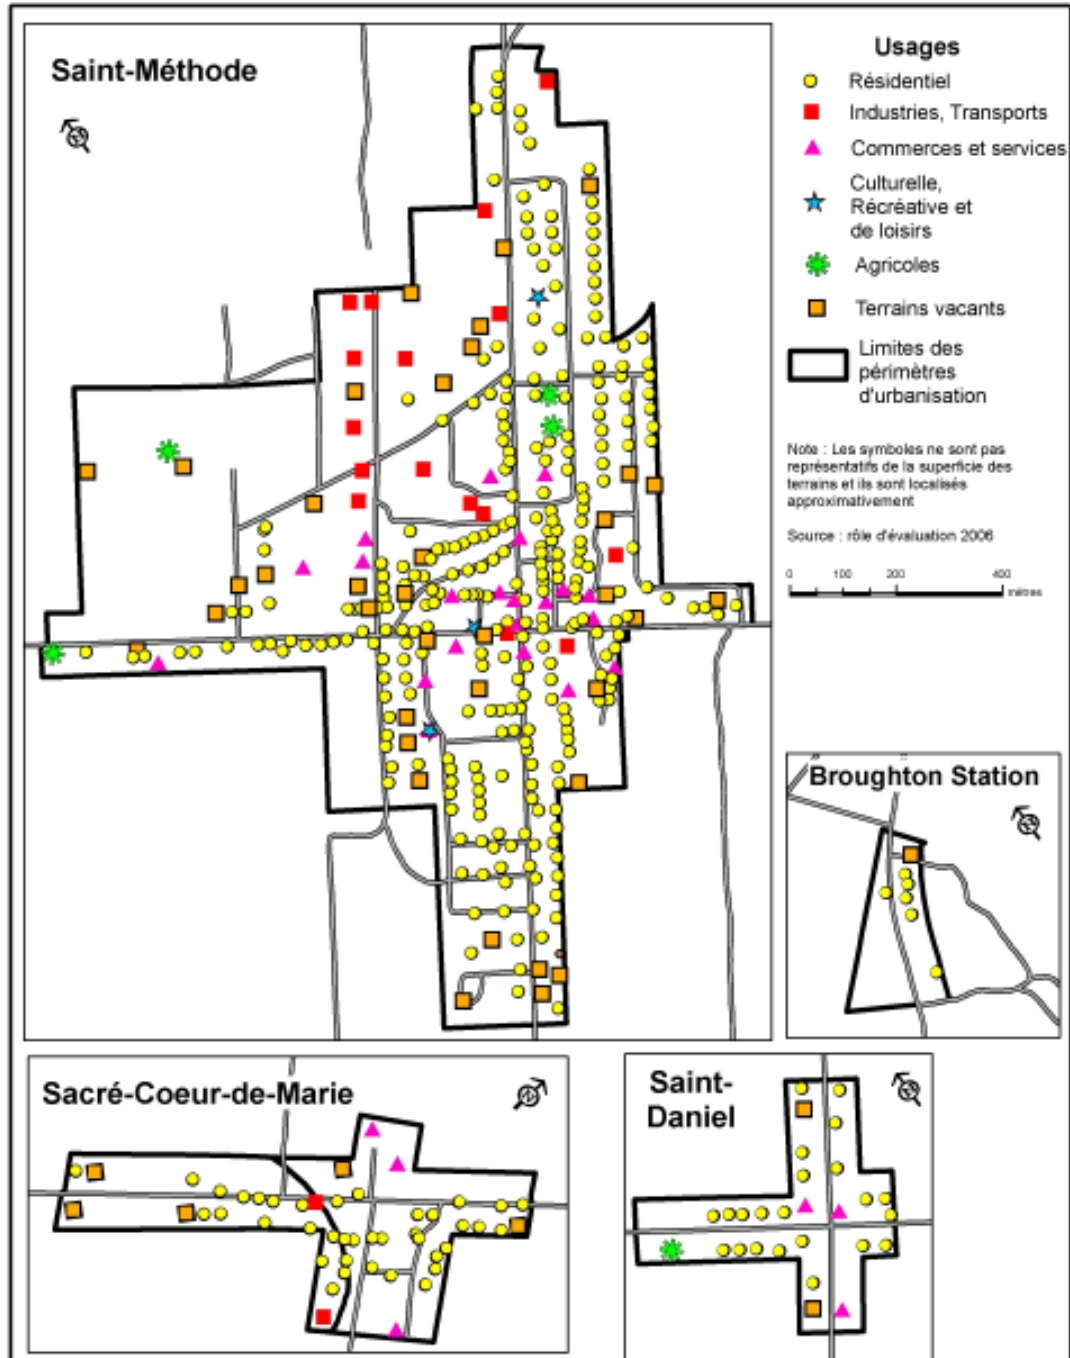 Saint-Méthode
Usages
Résidentiel
Industries, Transports
Commerces et services
Culturelle,
Récréative et
de loisirs
Agricoles
Terrains vacants
Limites des
périmètres
d'urbanisation
Note : Les symboles ne sont pas
représentatifs de la superficie des
terrains et ils sont localisés
approximativement
Source : rôle d'évaluation 2006
0 100 200 400
mètres
Broughton Station
Sacré-Coeur-de-Marie
Saint-
Daniel